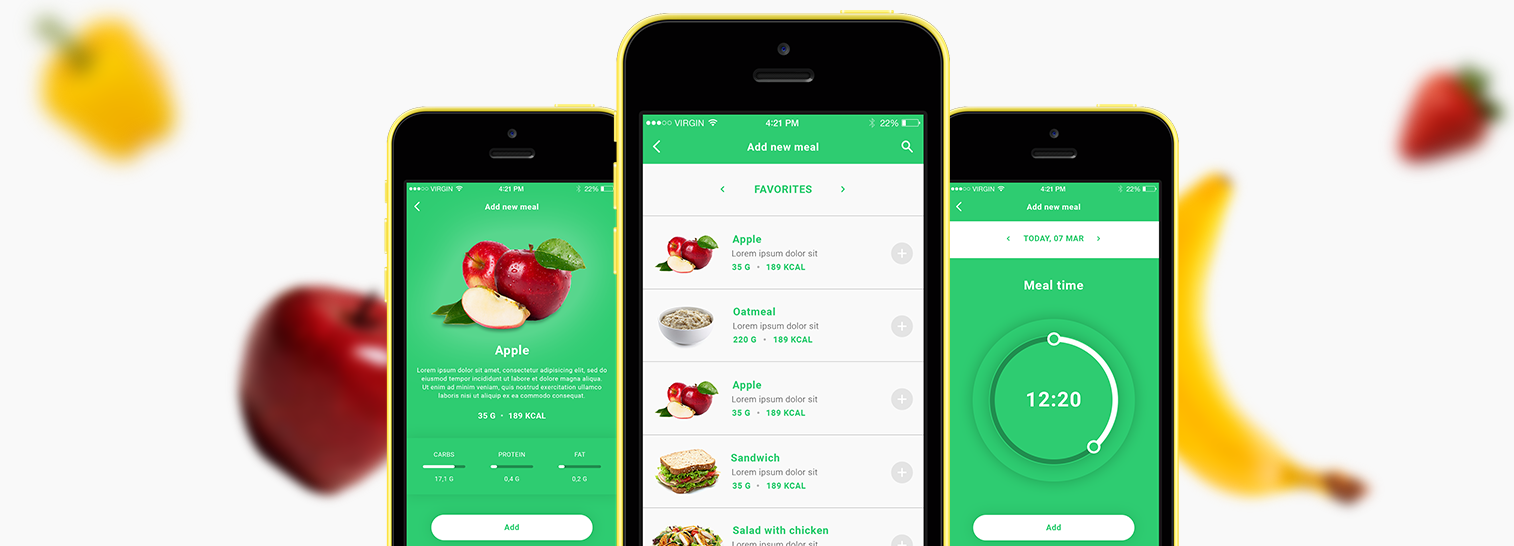 VIRGIN 4:21 PM 22%
Add new meal
Apple
Lorem ipsum dolor sit amet, consectetur adipisicing elit, sed do
eiusmod tempor incididunt ut labore et dolore magna aliqua.
Ut enim ad minim veniam, quis nostrud exercitation ullamco
laboris nisi ut aliquip ex ea commodo consequat.
35 G • 189 KCAL
CARBS PROTEIN FAT
17,1 G 0,4 G 0,2 G
Add
VIRGIN 4:21 PM 22%
Add new meal
FAVORITES
Apple
Lorem ipsum dolor sit
35 G • 189 KCAL
Oatmeal
Lorem ipsum dolor sit
220 G • 189 KCAL
Apple
Lorem ipsum dolor sit
35 G • 189 KCAL
Sandwich
Lorem ipsum dolor sit
35 G • 189 KCAL
Salad with chicken
Lorem ipsum dolor sit
VIRGIN 4:21 PM 22%
Add new meal
TODAY, 07 MAR
Meal time
12:20
Add